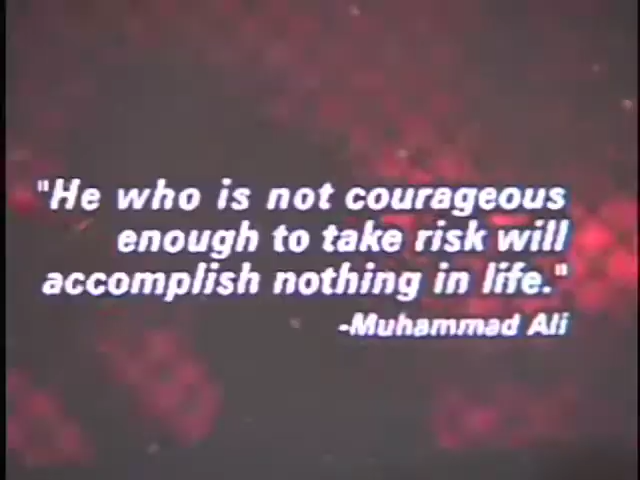 "He who is not courageous
enough to take risk will
accomplish nothing in life."
-Muhammad Ali